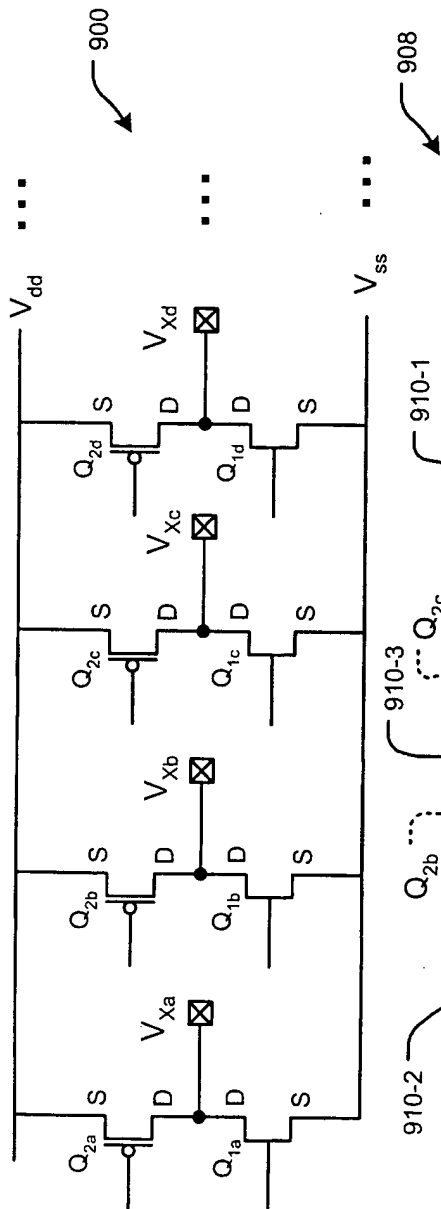 900
V_dd
S
S
S
S
Q_2a
Q_2b
Q_2c
Q_2d
D
D
D
D
V_Xa
V_Xb
V_Xc
V_Xd
D
D
D
D
Q_1a
Q_1b
Q_1c
Q_1d
S
S
S
S
V_ss
908
910-2
910-3
910-1
Q_2b
Q_2c